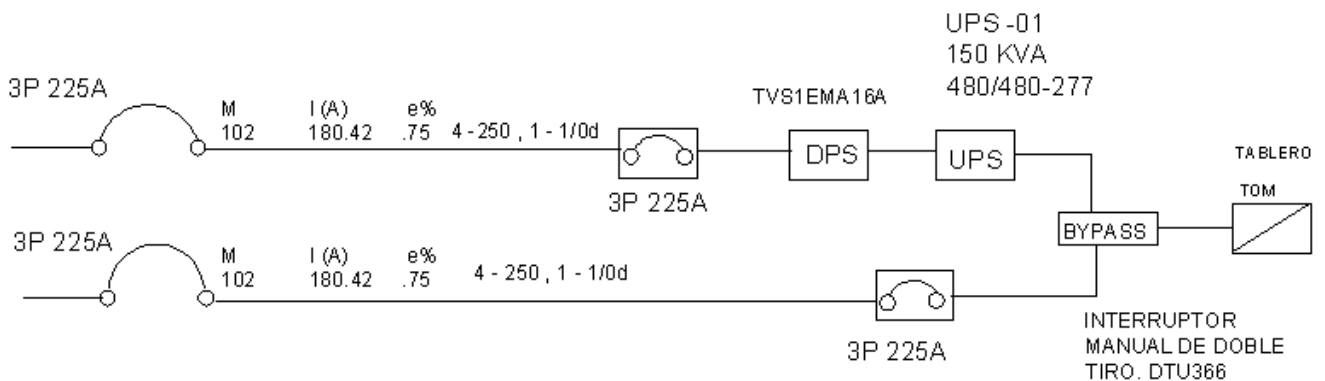 UPS -01
150 KVA
480/480-277
3P 225A
M I (A) e%
102 180.42 .75 4 - 250 , 1 - 1/0d
3P 225A
TVS1EMA16A
DPS
UPS
TABLERO
TOM
BYPASS
3P 225A
M I (A) e%
102 180.42 .75 4 - 250 , 1 - 1/0d
3P 225A
INTERRUPTOR
MANUAL DE DOBLE
TIRO. DTU366